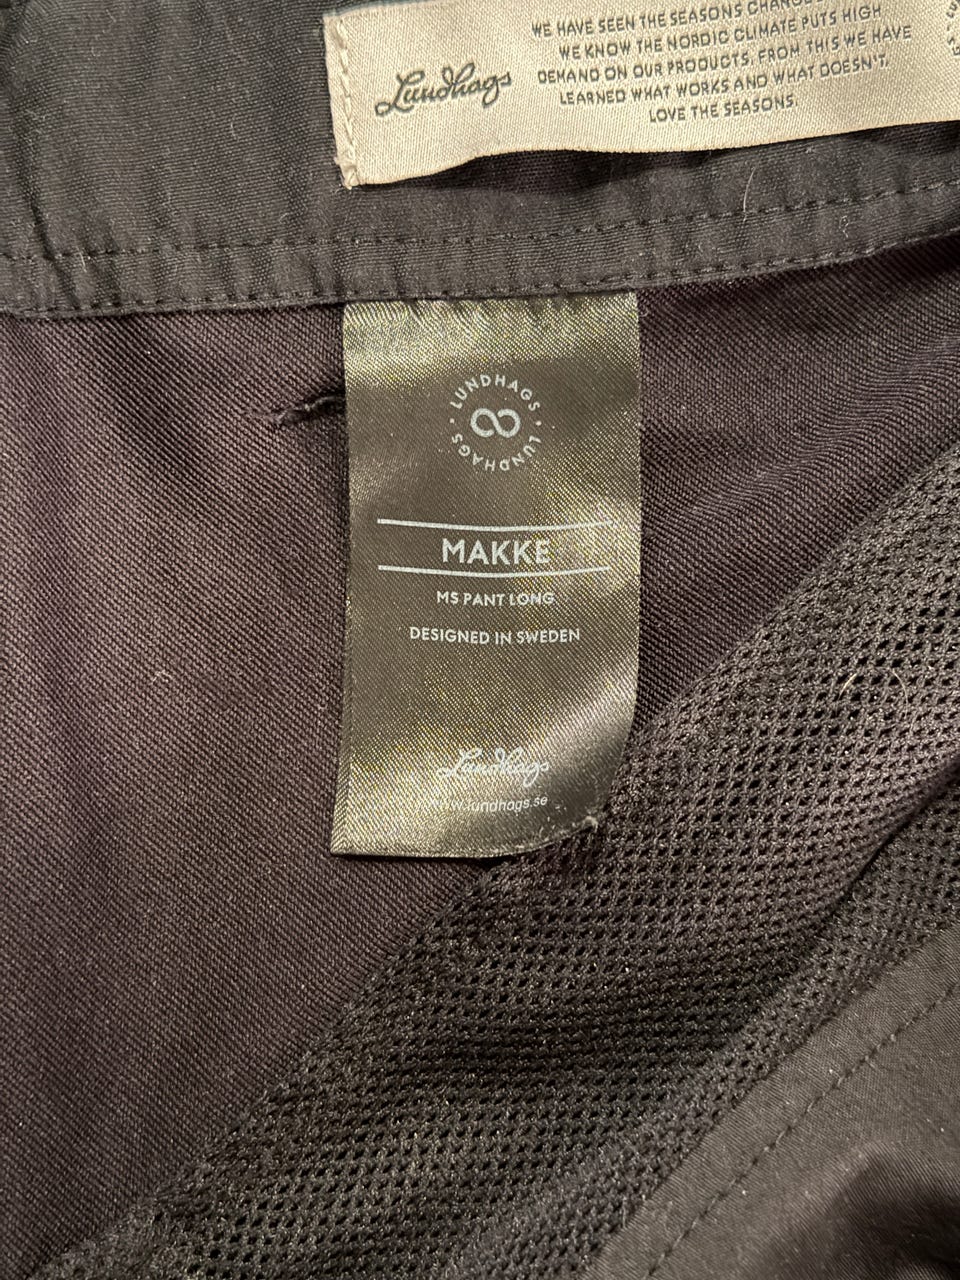 Lundhags
WE HAVE SEEN THE SEASONS CHANGE
WE KNOW THE NORDIC CLIMATE PUTS HIGH
DEMAND ON OUR PRODUCTS. FROM THIS WE HAVE
LEARNED WHAT WORKS AND WHAT DOESN'T.
LOVE THE SEASONS.
LUNDHAGS · LUNDHAGS ·
MAKKE
MS PANT LONG
DESIGNED IN SWEDEN
Lundhags
www.lundhags.se